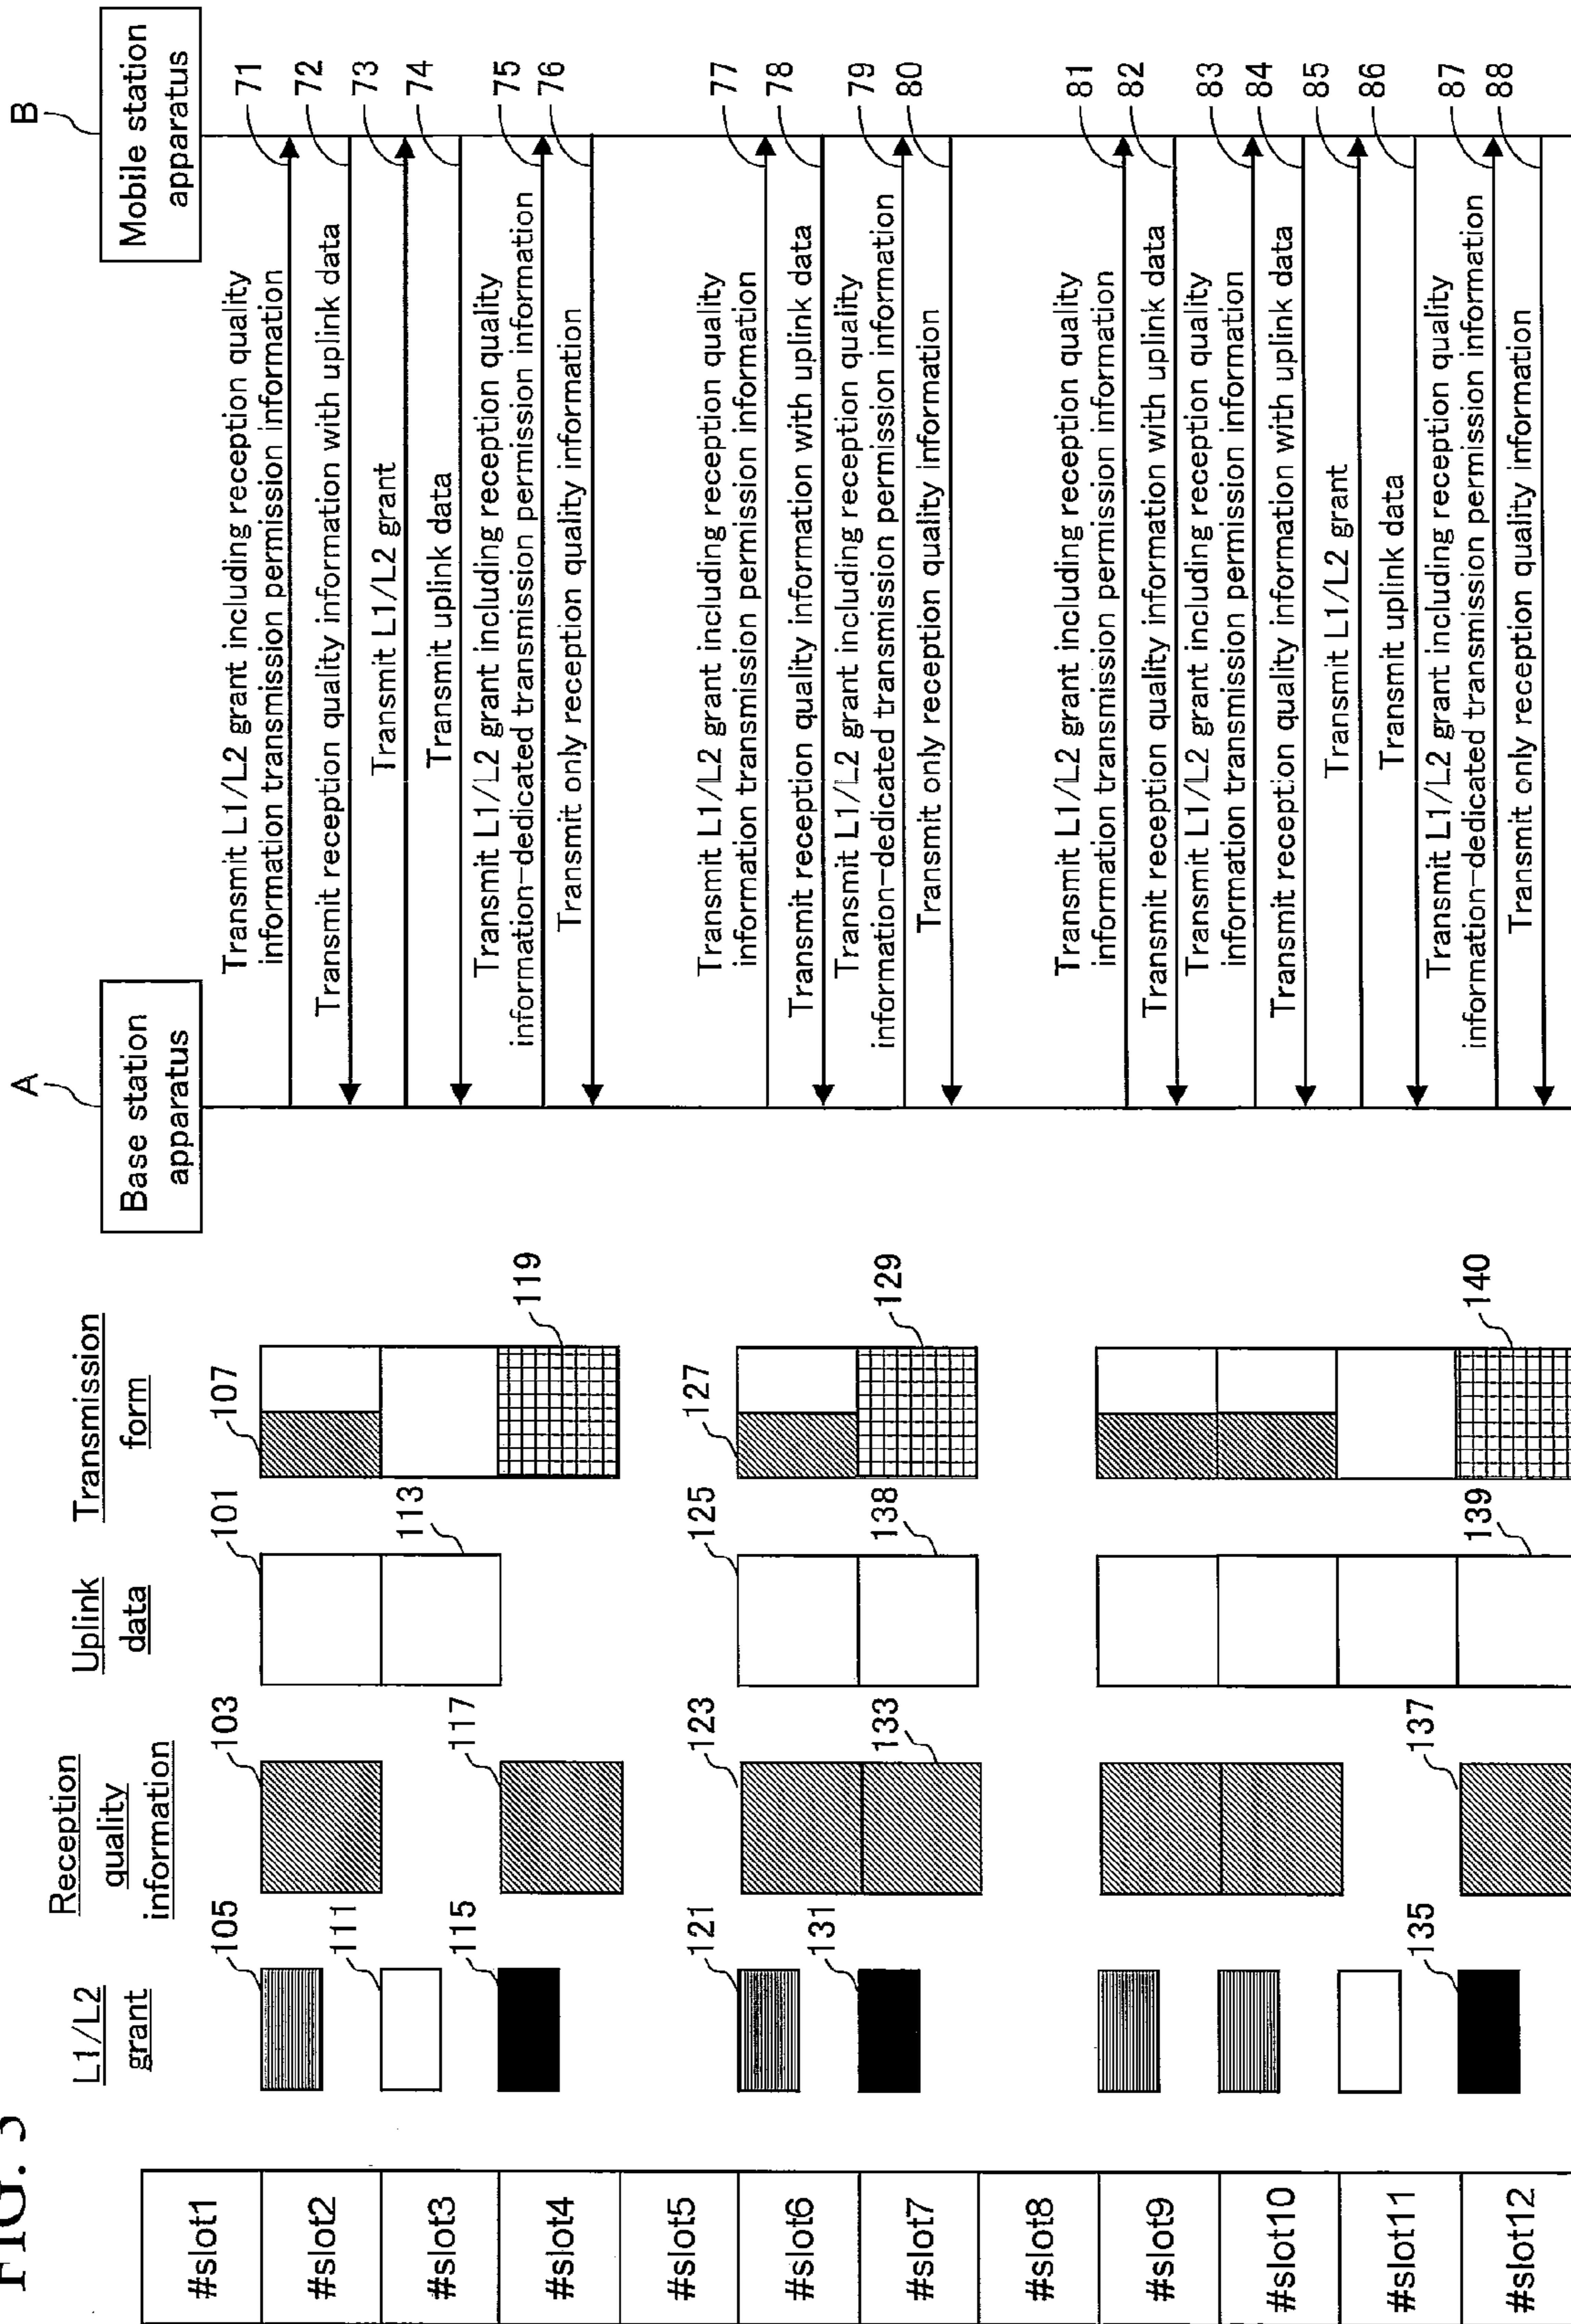 FIG. 5
L1/L2
grant
Reception
quality
information
Uplink
data
Transmission
form
A
Base station
apparatus
B
Mobile station
apparatus
#slot1
#slot2
#slot3
#slot4
#slot5
#slot6
#slot7
#slot8
#slot9
#slot10
#slot11
#slot12
105
103
101
107
111
113
115
117
119
121
123
125
127
131
133
138
129
135
137
139
140
Transmit L1/L2 grant including reception quality
information transmission permission information
71
Transmit reception quality information with uplink data
72
Transmit L1/L2 grant
73
Transmit uplink data
74
Transmit L1/L2 grant including reception quality
information-dedicated transmission permission information
75
Transmit only reception quality information
76
Transmit L1/L2 grant including reception quality
information transmission permission information
77
Transmit reception quality information with uplink data
78
Transmit L1/L2 grant including reception quality
information-dedicated transmission permission information
79
Transmit only reception quality information
80
Transmit L1/L2 grant including reception quality
information transmission permission information
81
Transmit reception quality information with uplink data
82
Transmit L1/L2 grant including reception quality
information transmission permission information
83
Transmit reception quality information with uplink data
84
Transmit L1/L2 grant
85
Transmit uplink data
86
Transmit L1/L2 grant including reception quality
information-dedicated transmission permission information
87
Transmit only reception quality information
88